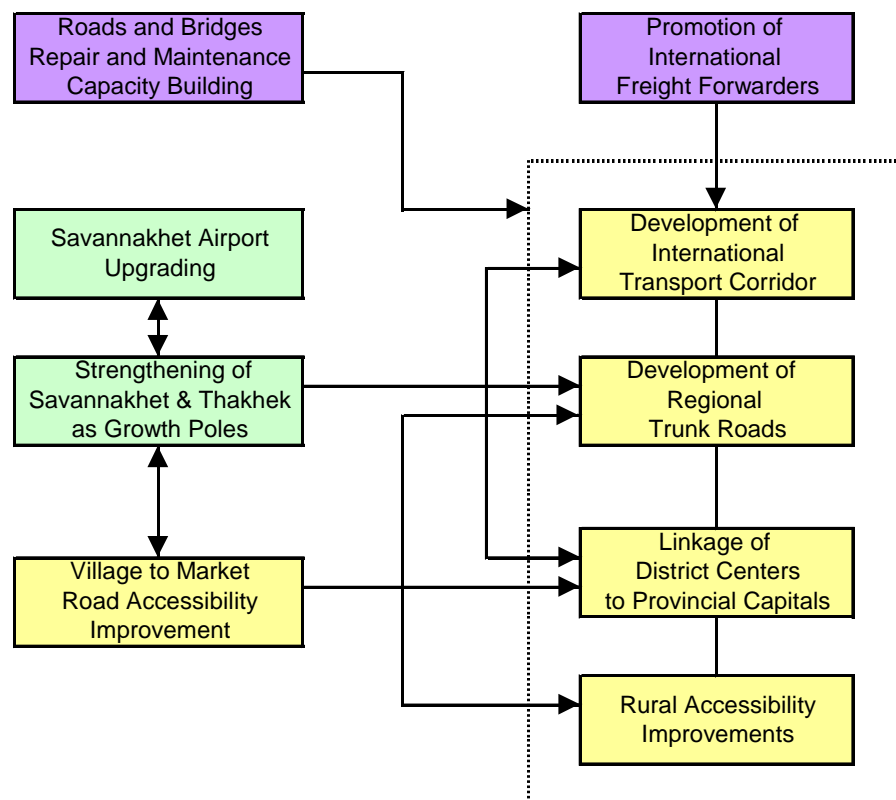 Roads and Bridges
Repair and Maintenance
Capacity Building
Promotion of
International
Freight Forwarders
Savannakhet Airport
Upgrading
Development of
International
Transport Corridor
Strengthening of
Savannakhet & Thakhek
as Growth Poles
Development of
Regional
Trunk Roads
Village to Market
Road Accessibility
Improvement
Linkage of
District Centers
to Provincial Capitals
Rural Accessibility
Improvements